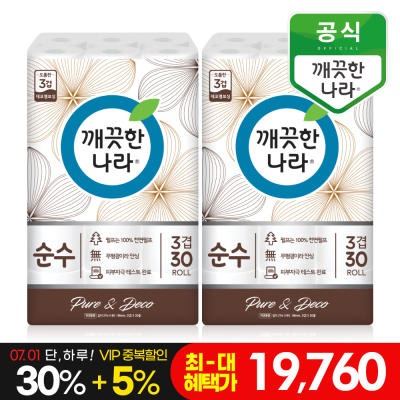 공식
OFFICIAL
깨끗한
나라
도톰한
3겹
데코엠보싱
깨끗한
나라
순수
펄프는 100% 천연펄프
무형광이라 안심
피부자극 테스트 완료
3겹
30
ROLL
Pure & Deco
도톰한
3겹
데코엠보싱
깨끗한
나라
순수
펄프는 100% 천연펄프
무형광이라 안심
피부자극 테스트 완료
3겹
30
ROLL
Pure & Deco
07.01 단, 하루! VIP 중복할인
30% + 5%
최-대
혜택가
19,760